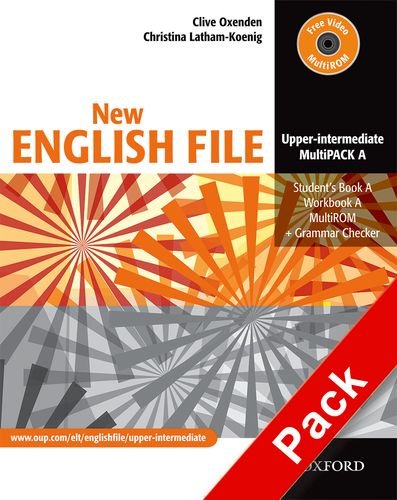 Clive Oxenden
Christina Latham-Koenig
Free Video
MultiROM
New
ENGLISH FILE
Upper-intermediate
MultiPACK A
Student's Book A
Workbook A
MultiROM
+ Grammar Checker
Pack
www.oup.com/elt/englishfile/upper-intermediate
OXFORD